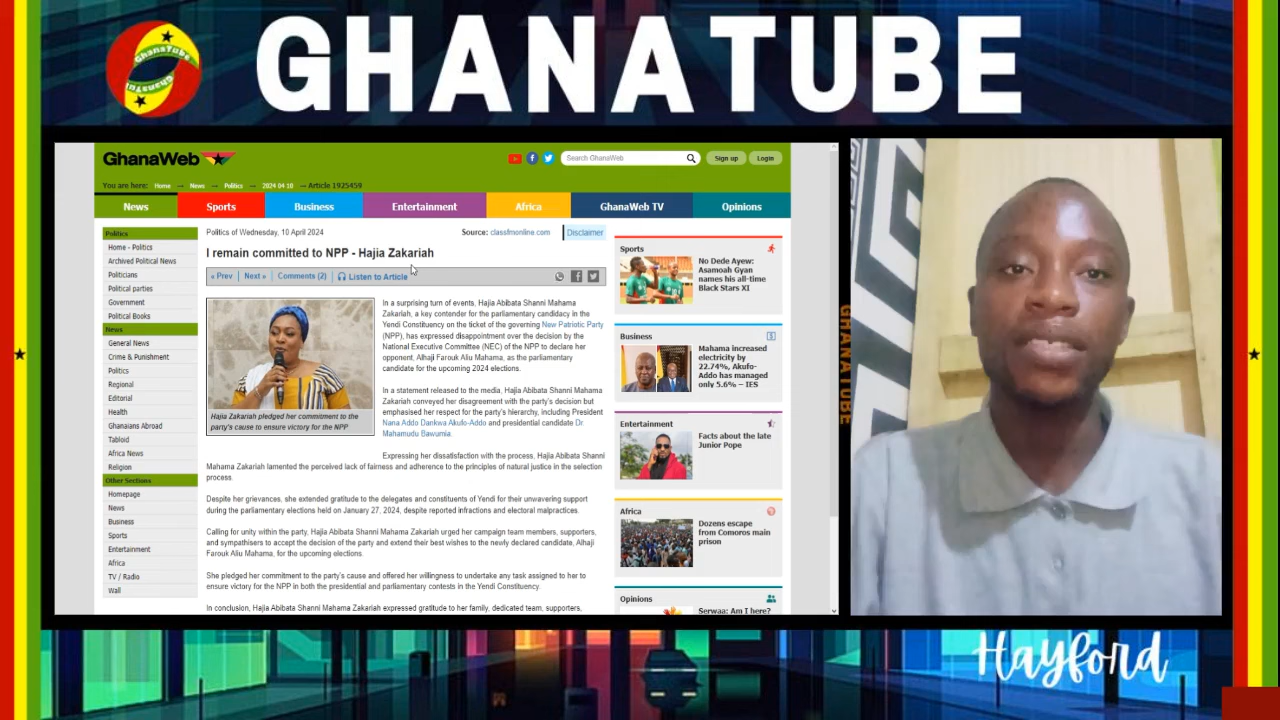 GHANATUBE
GhanaTube
GhanaTube
GhanaWeb
Search GhanaWeb
Sign up
Login
You are here: Home → News → Politics → 2024 04 10 → Article 1925459
News
Sports
Business
Entertainment
Africa
GhanaWeb TV
Opinions
Politics
Home - Politics
Archived Political News
Politicians
Political parties
Government
Political Books
News
General News
Crime & Punishment
Politics
Regional
Editorial
Health
Ghanaians Abroad
Tabloid
Africa News
Religion
Other Sections
Homepage
News
Business
Sports
Entertainment
Africa
TV / Radio
Wall
Politics of Wednesday, 10 April 2024
Source: classfmonline.com
Disclaimer
I remain committed to NPP - Hajia Zakariah
« Prev
Next »
Comments (2)
Listen to Article
Hajia Zakariah pledged her commitment to the
party's cause to ensure victory for the NPP
In a surprising turn of events, Hajia Abibata Shanni Mahama
Zakariah, a key contender for the parliamentary candidacy in the
Yendi Constituency on the ticket of the governing New Patriotic Party
(NPP), has expressed disappointment over the decision by the
National Executive Committee (NEC) of the NPP to declare her
opponent, Alhaji Farouk Aliu Mahama, as the parliamentary
candidate for the upcoming 2024 elections.
In a statement released to the media, Hajia Abibata Shanni Mahama
Zakariah conveyed her disagreement with the party's decision but
emphasised her respect for the party's hierarchy, including President
Nana Addo Dankwa Akufo-Addo and presidential candidate Dr.
Mahamudu Bawumia.
Expressing her dissatisfaction with the process, Hajia Abibata Shanni
Mahama Zakariah lamented the perceived lack of fairness and adherence to the principles of natural justice in the selection
process.
Despite her grievances, she extended gratitude to the delegates and constituents of Yendi for their unwavering support
during the parliamentary elections held on January 27, 2024, despite reported infractions and electoral malpractices.
Calling for unity within the party, Hajia Abibata Shanni Mahama Zakariah urged her campaign team members, supporters,
and sympathisers to accept the decision of the party and extend their best wishes to the newly declared candidate, Alhaji
Farouk Aliu Mahama, for the upcoming elections.
She pledged her commitment to the party's cause and offered her willingness to undertake any task assigned to her to
ensure victory for the NPP in both the presidential and parliamentary contests in the Yendi Constituency.
In conclusion, Hajia Abibata Shanni Mahama Zakariah expressed gratitude to her family, dedicated team, supporters,
Sports
No Dede Ayew:
Asamoah Gyan
names his all-time
Black Stars XI
Business
Mahama increased
electricity by
22.74%, Akufo-
Addo has managed
only 5.6% – IES
Entertainment
Facts about the late
Junior Pope
Africa
Dozens escape
from Comoros main
prison
Opinions
Serwaa: Am I here?
GHANATUBE
Hayford